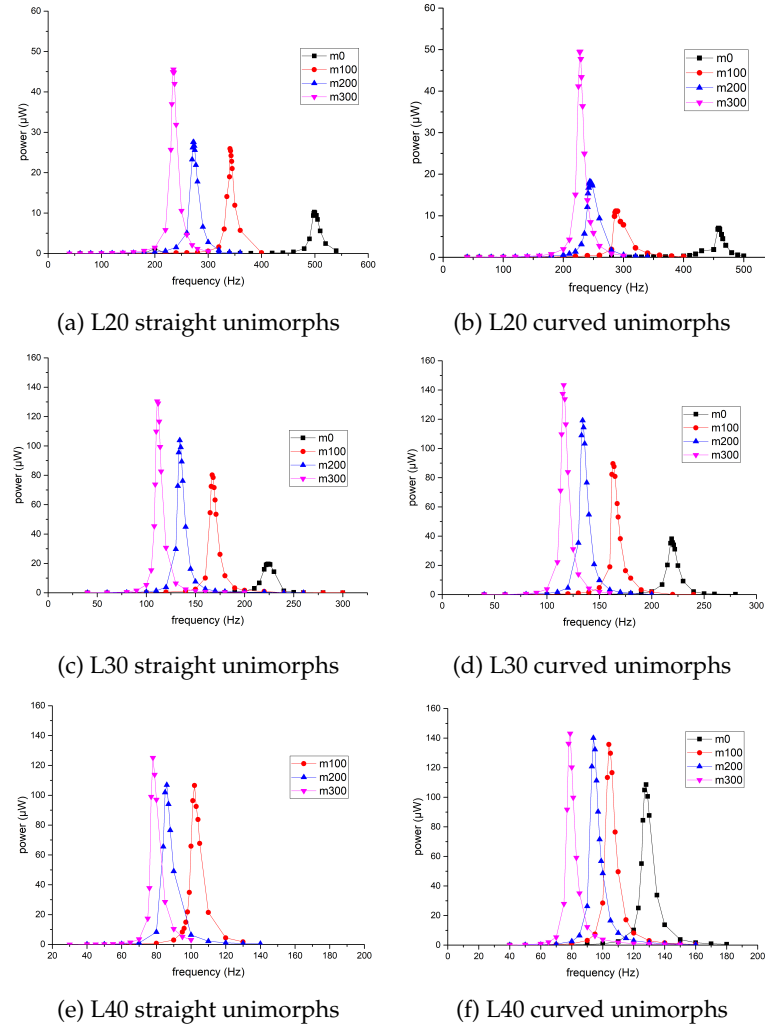 60
50
40
30
20
10
0
power (µW)
0 100 200 300 400 500 600
frequency (Hz)
m0
m100
m200
m300
(a) L20 straight unimorphs
60
50
40
30
20
10
0
power (µW)
0 100 200 300 400 500
frequency (Hz)
m0
m100
m200
m300
(b) L20 curved unimorphs
160
140
120
100
80
60
40
20
0
power (µW)
0 50 100 150 200 250 300
frequency (Hz)
m0
m100
m200
m300
(c) L30 straight unimorphs
160
140
120
100
80
60
40
20
0
power (µW)
0 50 100 150 200 250 300
frequency (Hz)
m0
m100
m200
m300
(d) L30 curved unimorphs
160
140
120
100
80
60
40
20
0
power (µW)
20 40 60 80 100 120 140 160 180
frequency (Hz)
m100
m200
m300
(e) L40 straight unimorphs
160
140
120
100
80
60
40
20
0
power (µW)
0 20 40 60 80 100 120 140 160 180 200
frequency (Hz)
m0
m100
m200
m300
(f) L40 curved unimorphs